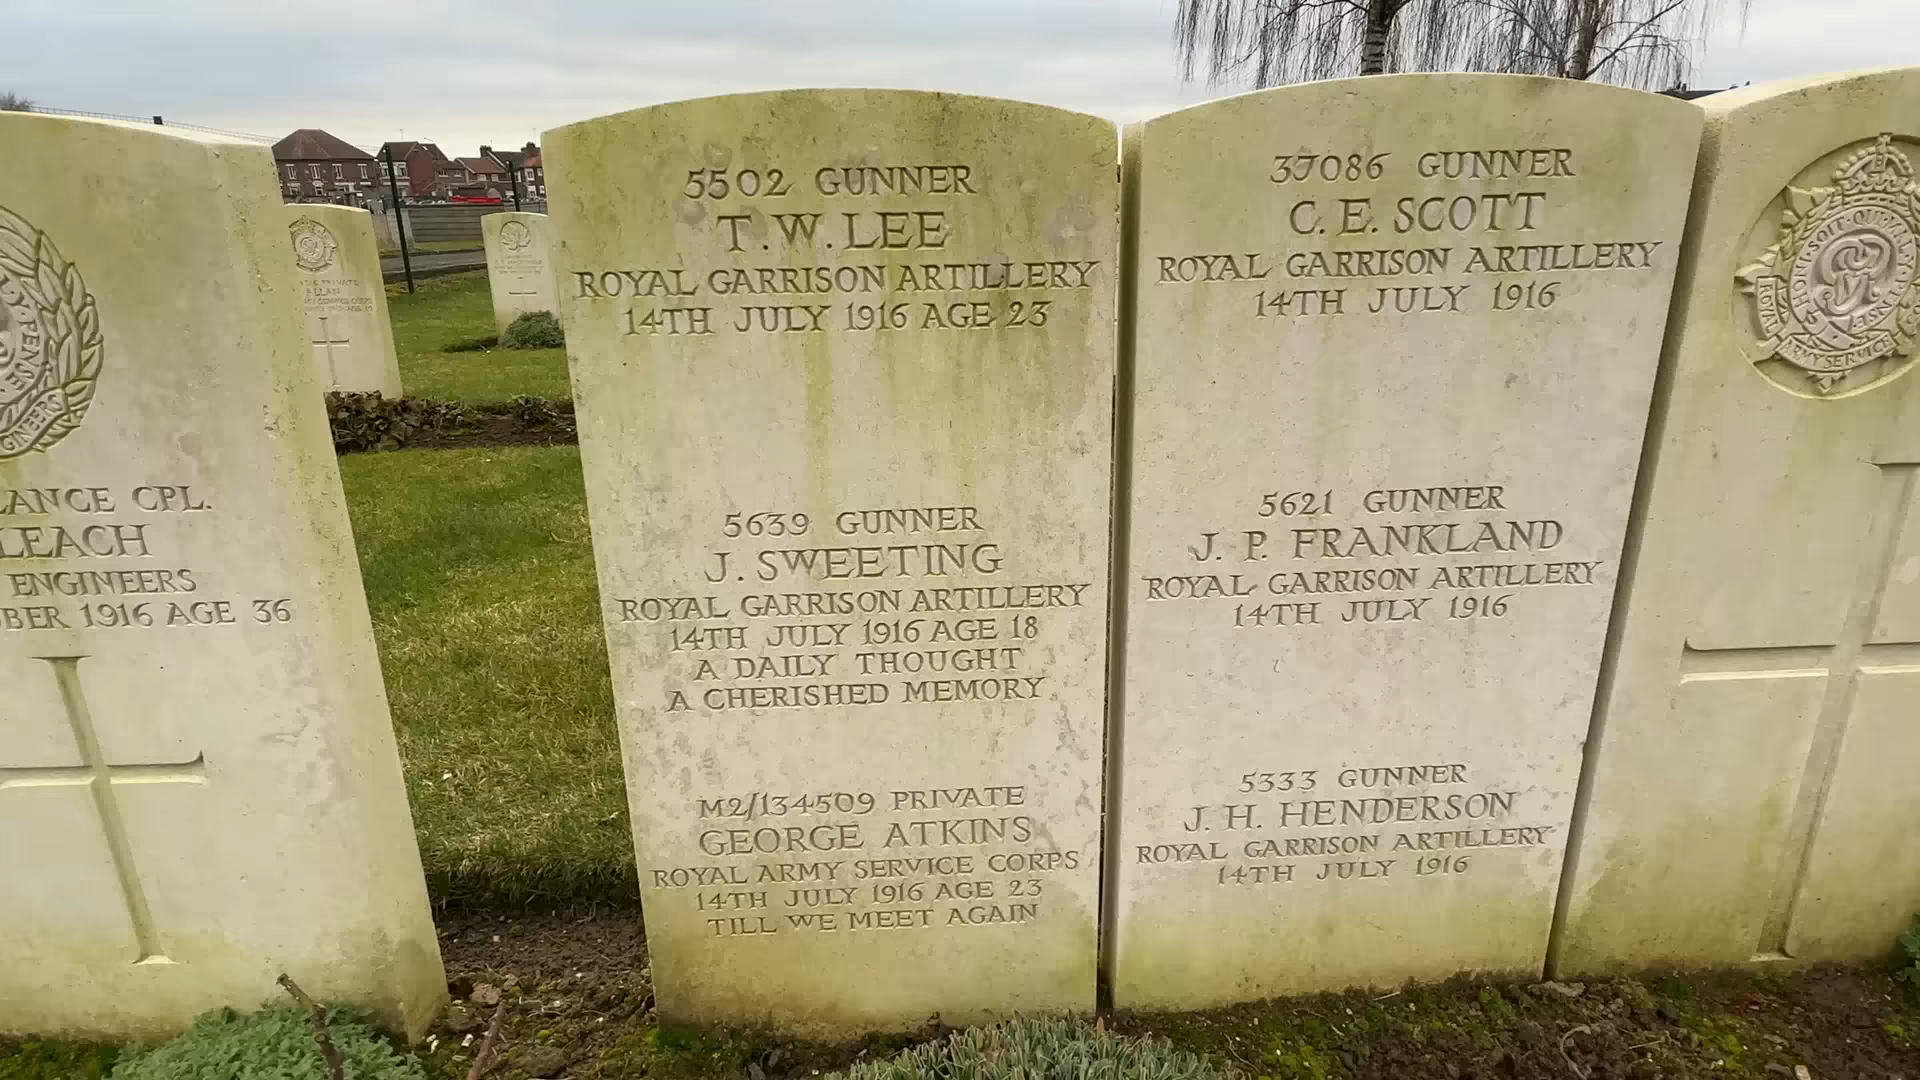 LANCE CPL.
LEACH
ENGINEERS
1916 AGE 36
GINEERS
PRIVATE
ALLAN
5502 GUNNER
T. W. LEE
ROYAL GARRISON ARTILLERY
14TH JULY 1916 AGE 23
5639 GUNNER
J. SWEETING
ROYAL GARRISON ARTILLERY
14TH JULY 1916 AGE 18
A DAILY THOUGHT
A CHERISHED MEMORY
M2/134509 PRIVATE
GEORGE ATKINS
ROYAL ARMY SERVICE CORPS
14TH JULY 1916 AGE 23
TILL WE MEET AGAIN
37086 GUNNER
C. E. SCOTT
ROYAL GARRISON ARTILLERY
14TH JULY 1916
5621 GUNNER
J. P. FRANKLAND
ROYAL GARRISON ARTILLERY
14TH JULY 1916
5333 GUNNER
J. H. HENDERSON
ROYAL GARRISON ARTILLERY
14TH JULY 1916
HONI·SOIT·QUI·MAL·Y·PENSE
ROYAL
ARMY SERVICE